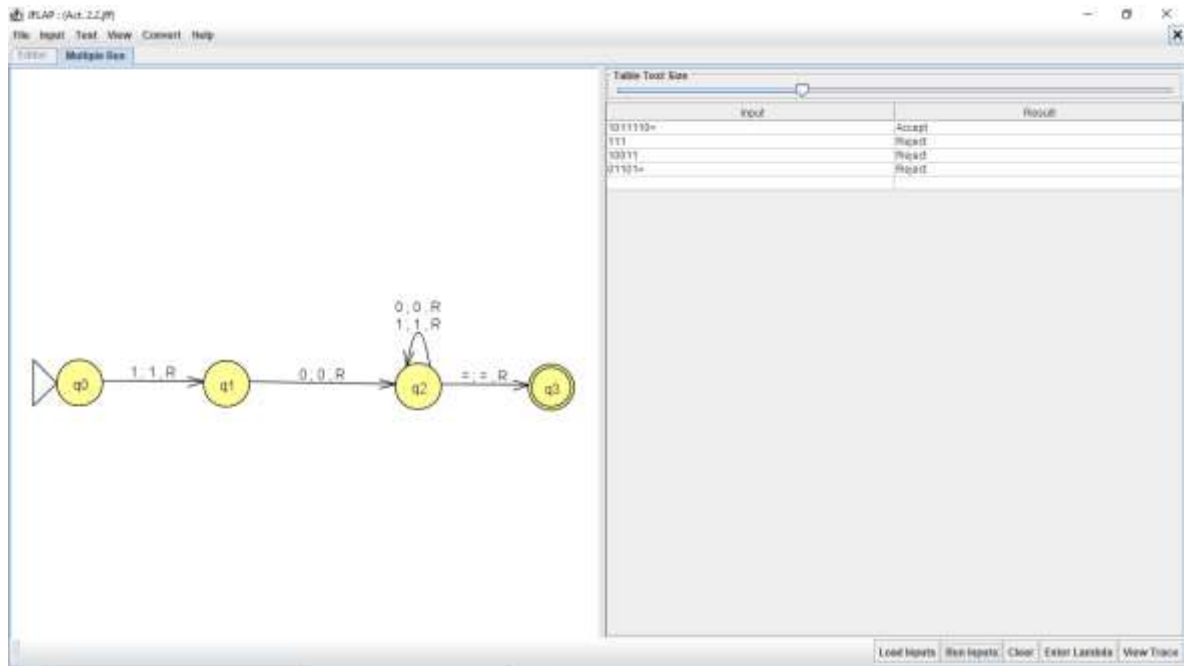 JFLAP : (Act. 2.2.jff)
File Input Test View Convert Help
Editor Multiple Run
Table Text Size
Input Result
1011110= Accept
111 Reject
10011 Reject
01101= Reject
0 ; 0 , R
1 ; 1 , R
1 ; 1 , R
0 ; 0 , R
= ; = , R
q0 q1 q2 q3
Load Inputs Run Inputs Clear Enter Lambda View Trace